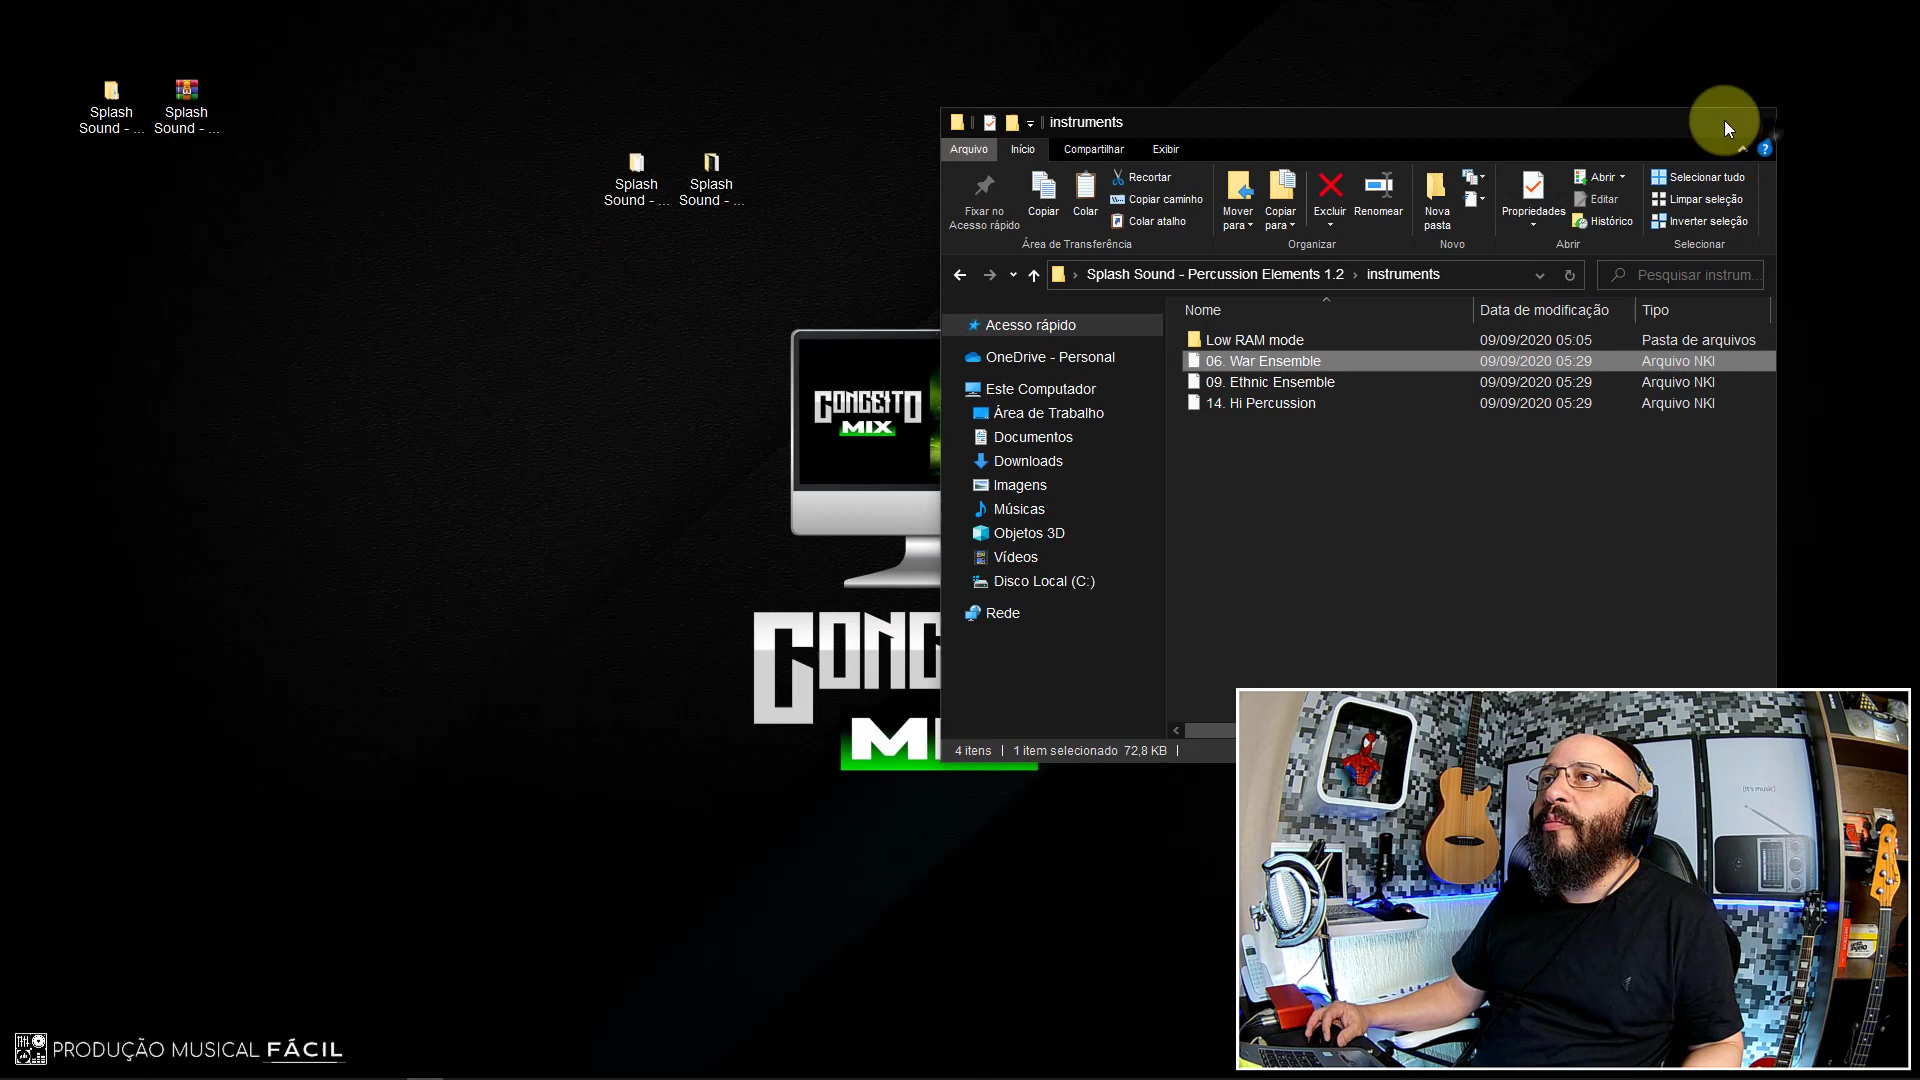 Splash
Sound - ...
Splash
Sound - ...
Splash
Sound - ...
Splash
Sound - ...
instruments
Arquivo
Início
Compartilhar
Exibir
Fixar no
Acesso rápido
Copiar
Colar
Recortar
Copiar caminho
Colar atalho
Área de Transferência
Mover
para
Copiar
para
Excluir
Renomear
Organizar
Nova
pasta
Novo
Propriedades
Abrir
Editar
Histórico
Abrir
Selecionar tudo
Limpar seleção
Inverter seleção
Selecionar
Splash Sound - Percussion Elements 1.2 › instruments
Pesquisar instrum...
Nome
Data de modificação
Tipo
Low RAM mode
09/09/2020 05:05
Pasta de arquivos
06. War Ensemble
09/09/2020 05:29
Arquivo NKI
09. Ethnic Ensemble
09/09/2020 05:29
Arquivo NKI
14. Hi Percussion
09/09/2020 05:29
Arquivo NKI
Acesso rápido
OneDrive - Personal
Este Computador
Área de Trabalho
Documentos
Downloads
Imagens
Músicas
Objetos 3D
Vídeos
Disco Local (C:)
Rede
4 itens
1 item selecionado 72,8 KB
CONCEITO
MIX
[It's music]
PRODUÇÃO MUSICAL FÁCIL